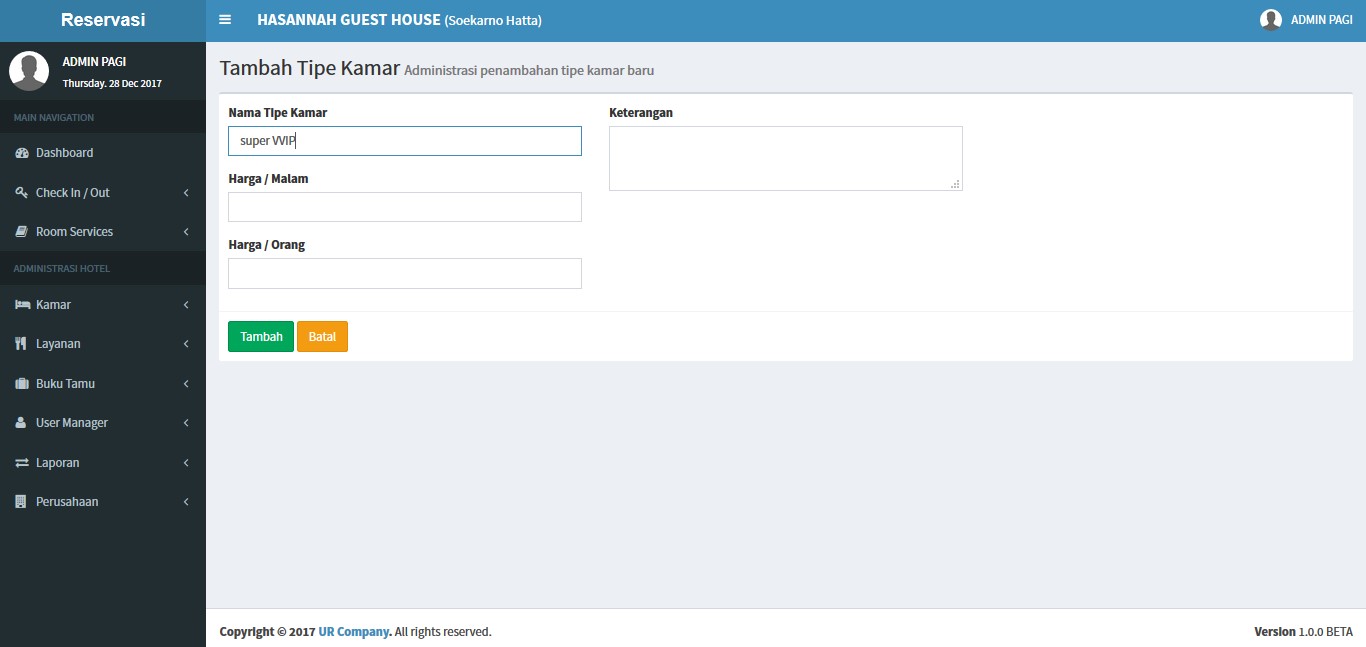 Reservasi
HASANNAH GUEST HOUSE (Soekarno Hatta)
ADMIN PAGI
ADMIN PAGI
Thursday. 28 Dec 2017
MAIN NAVIGATION
Dashboard
Check In / Out
Room Services
ADMINISTRASI HOTEL
Kamar
Layanan
Buku Tamu
User Manager
Laporan
Perusahaan
Tambah Tipe Kamar Administrasi penambahan tipe kamar baru
Nama TIpe Kamar
super VVIP
Harga / Malam
Harga / Orang
Keterangan
Tambah
Batal
Copyright © 2017 UR Company. All rights reserved.
Version 1.0.0 BETA